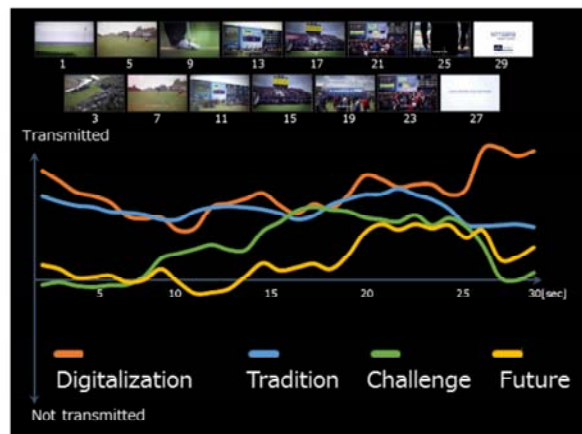 1 5 9 13 17 21 25 29
3 7 11 15 19 23 27
Transmitted
5 10 15 20 25 30[sec)
Digitalization Tradition Challenge Future
Not transmitted